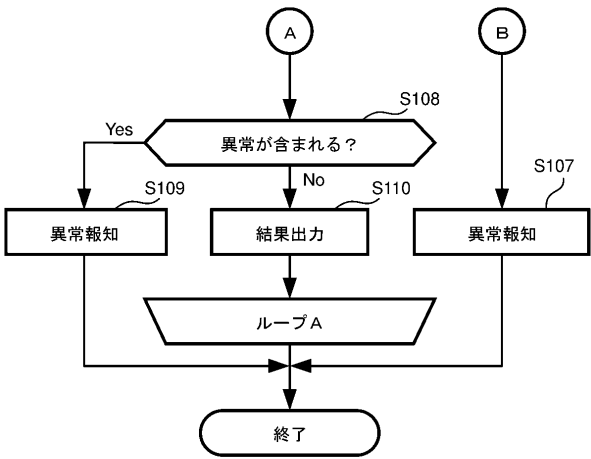 A
B
S108
異常が含まれる？
Yes
No
S109
S110
S107
異常報知
結果出力
異常報知
ループA
終了